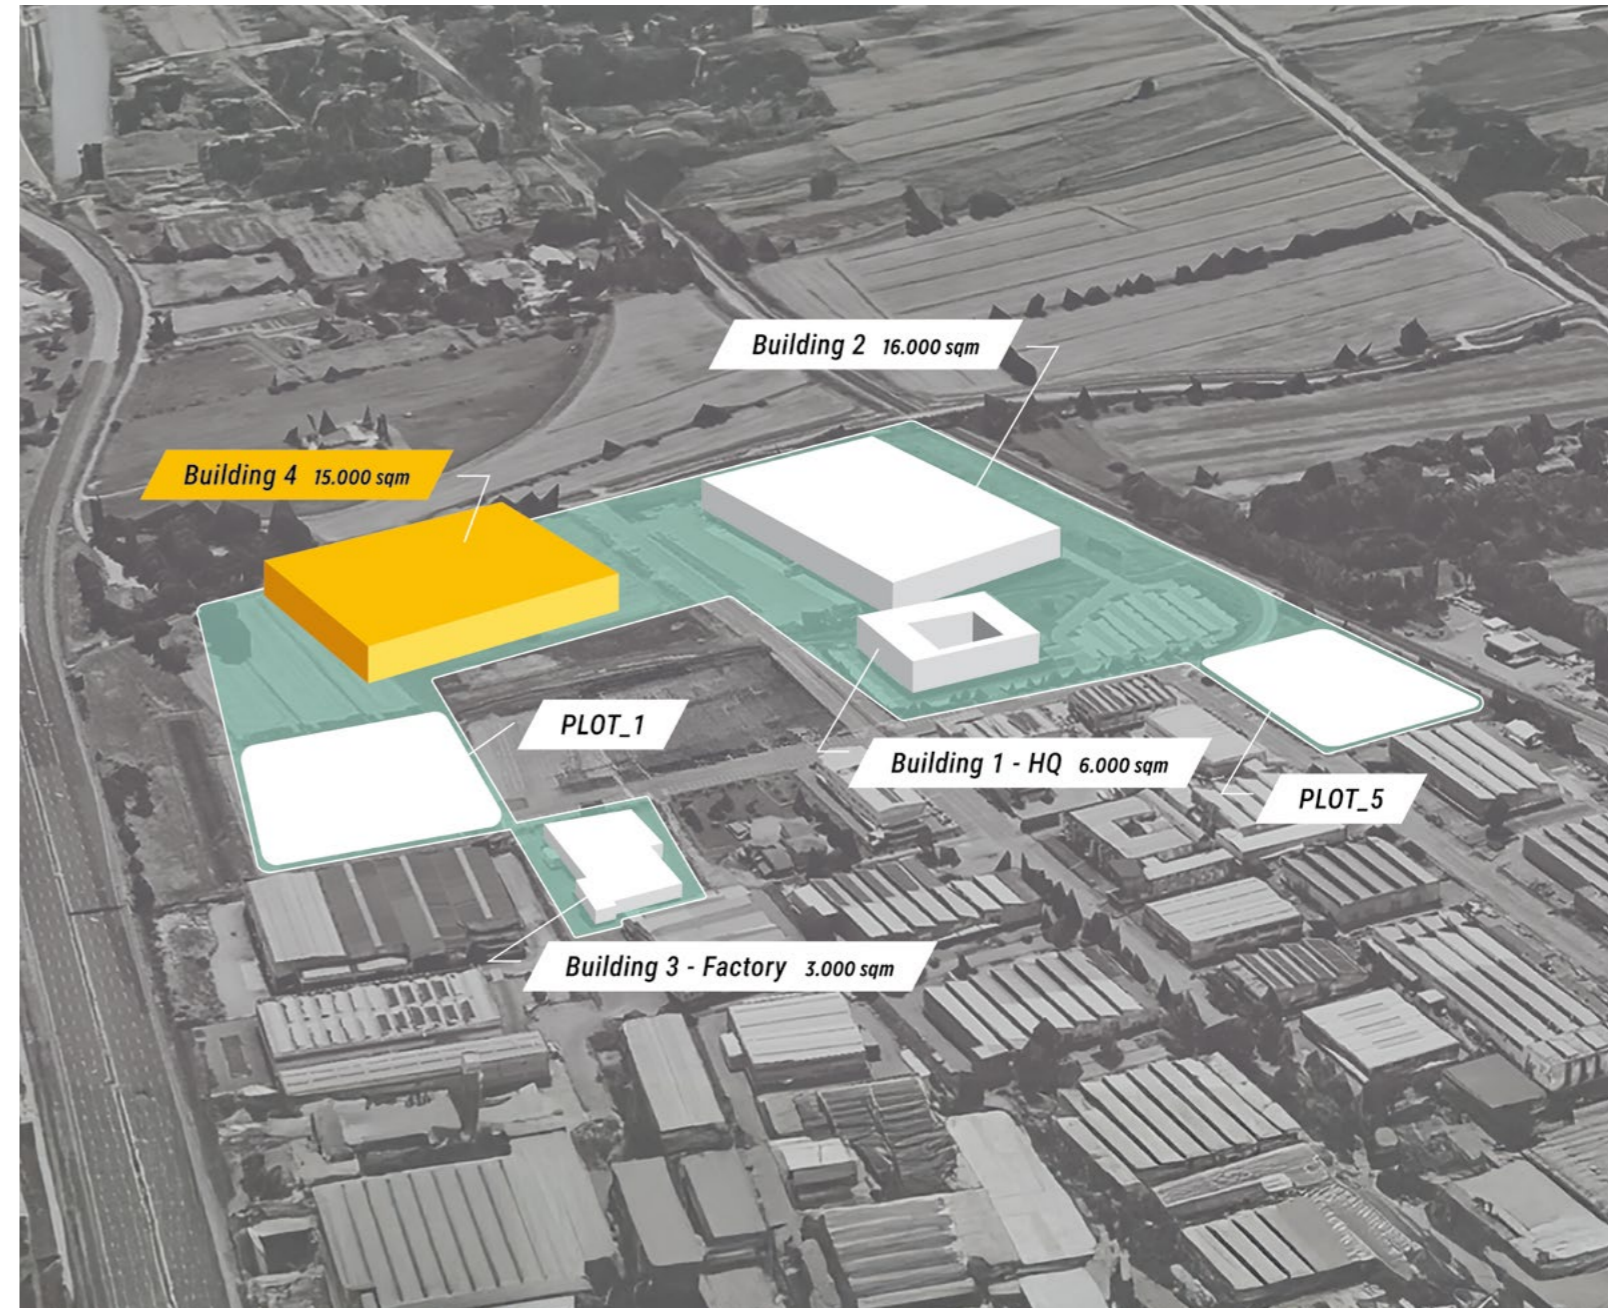 Building 2 16.000 sqm
Building 4 15.000 sqm
PLOT_1
Building 1 - HQ 6.000 sqm
PLOT_5
Building 3 - Factory 3.000 sqm